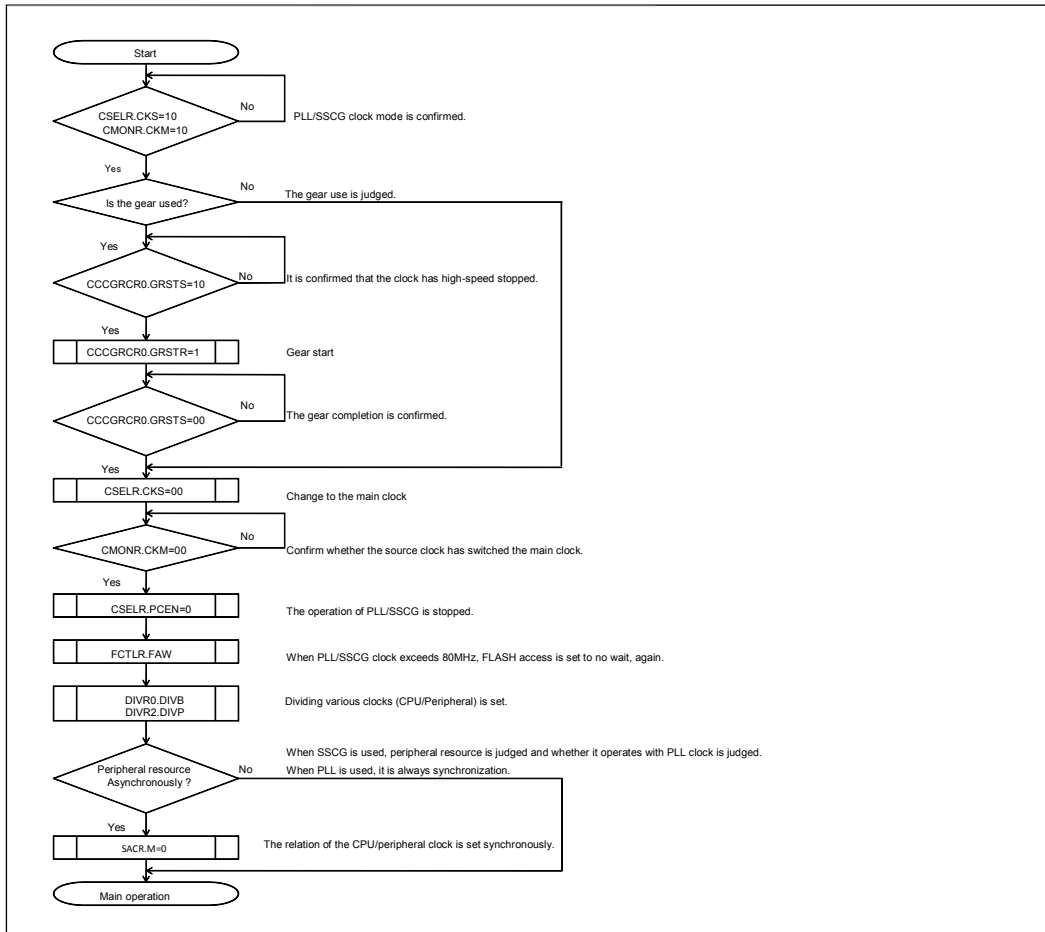 Start
CSELR.CKS=10
CMONR.CKM=10
No
PLL/SSCG clock mode is confirmed.
Yes
Is the gear used?
No
The gear use is judged.
Yes
CCCGRCR0.GRSTS=10
No
It is confirmed that the clock has high-speed stopped.
Yes
CCCGRCR0.GRSTR=1
Gear start
CCCGRCR0.GRSTS=00
No
The gear completion is confirmed.
Yes
CSELR.CKS=00
Change to the main clock
CMONR.CKM=00
No
Confirm whether the source clock has switched the main clock.
Yes
CSELR.PCEN=0
The operation of PLL/SSCG is stopped.
FCTLR.FAW
When PLL/SSCG clock exceeds 80MHz, FLASH access is set to no wait, again.
DIVR0.DIVB
DIVR2.DIVP
Dividing various clocks (CPU/Peripheral) is set.
When SSCG is used, peripheral resource is judged and whether it operates with PLL clock is judged.
When PLL is used, it is always synchronization.
Peripheral resource
Asynchronously ?
No
Yes
SACR.M=0
The relation of the CPU/peripheral clock is set synchronously.
Main operation